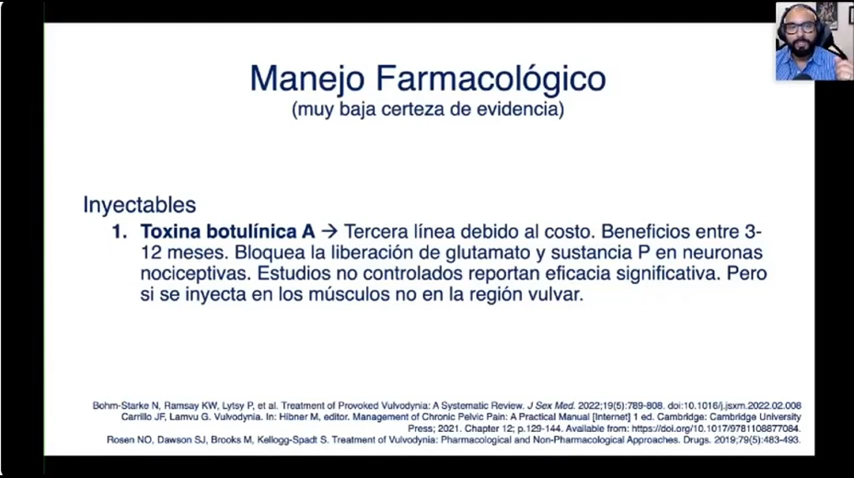 Manejo Farmacológico
(muy baja certeza de evidencia)
Inyectables
1. Toxina botulínica A → Tercera línea debido al costo. Beneficios entre 3-
12 meses. Bloquea la liberación de glutamato y sustancia P en neuronas
nociceptivas. Estudios no controlados reportan eficacia significativa. Pero
si se inyecta en los músculos no en la región vulvar.
Bohm-Starke N, Ramsay KW, Lytsy P, et al. Treatment of Provoked Vulvodynia: A Systematic Review. J Sex Med. 2022;19(5):789-808. doi:10.1016/j.jsxm.2022.02.008
Carrillo JF, Lamvu G. Vulvodynia. In: Hibner M, editor. Management of Chronic Pelvic Pain: A Practical Manual [Internet] 1 ed. Cambridge: Cambridge University
Press; 2021. Chapter 12; p.129-144. Available from: https://doi.org/10.1017/9781108877084.
Rosen NO, Dawson SJ, Brooks M, Kellogg-Spadt S. Treatment of Vulvodynia: Pharmacological and Non-Pharmacological Approaches. Drugs. 2019;79(5):483-493.